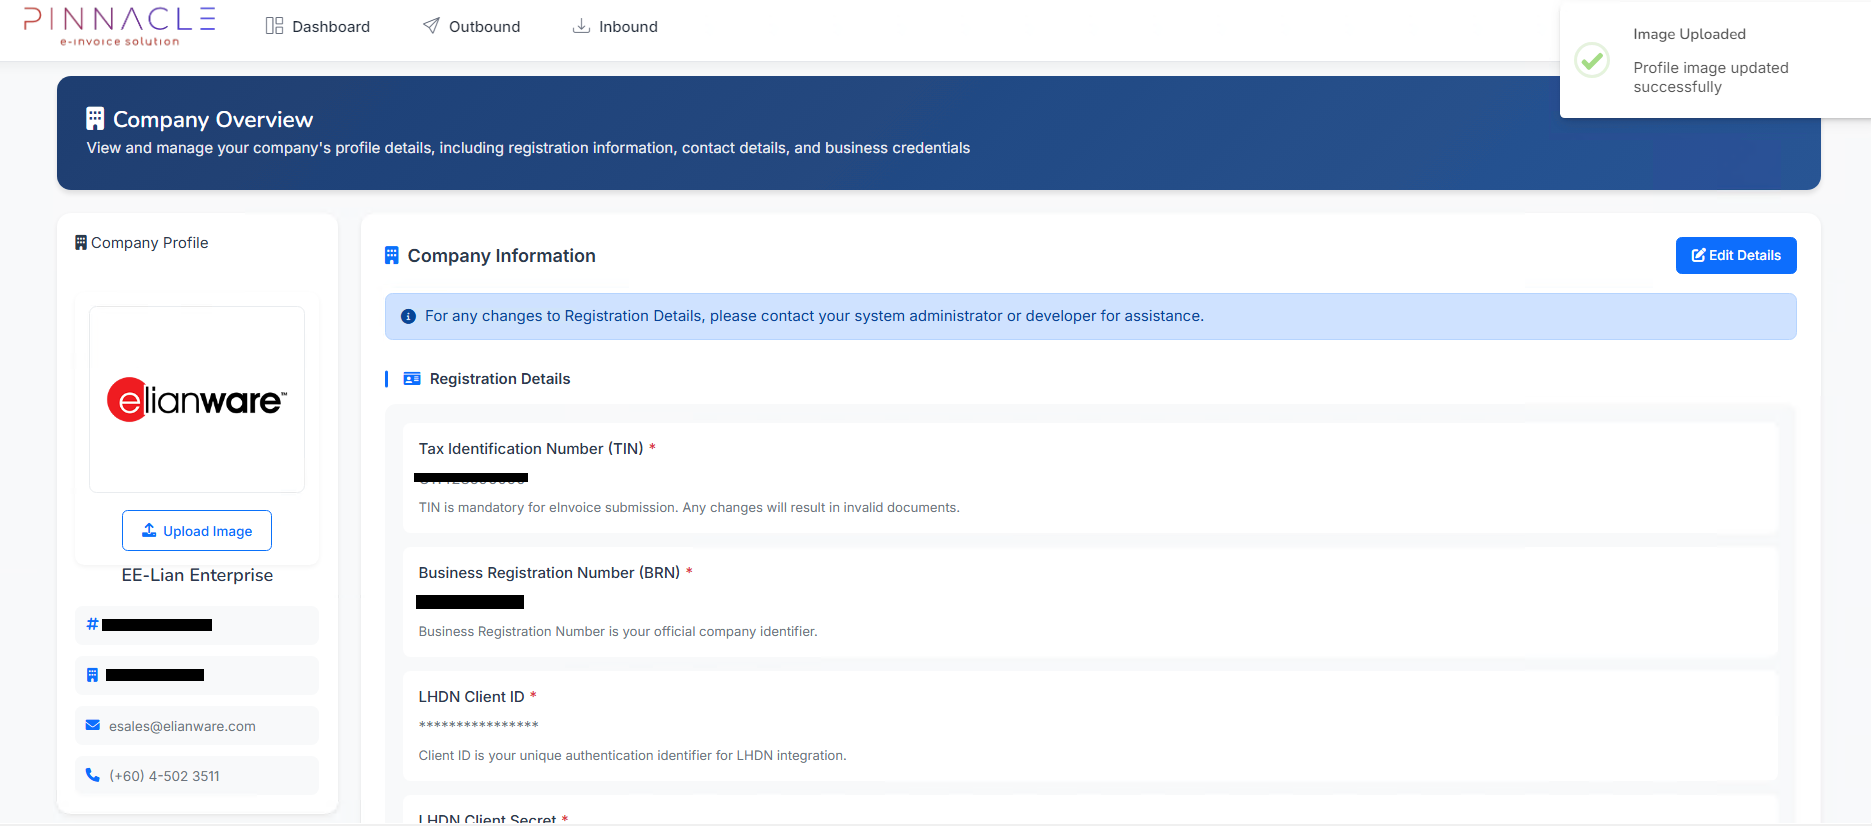 PINNACLE
e-invoice solution
Dashboard
Outbound
Inbound
Image Uploaded
Profile image updated
successfully
Company Overview
View and manage your company's profile details, including registration information, contact details, and business credentials
Company Profile
elianware™
Upload Image
EE-Lian Enterprise
#
esales@elianware.com
(+60) 4-502 3511
Company Information
Edit Details
For any changes to Registration Details, please contact your system administrator or developer for assistance.
Registration Details
Tax Identification Number (TIN) *
TIN is mandatory for eInvoice submission. Any changes will result in invalid documents.
Business Registration Number (BRN) *
Business Registration Number is your official company identifier.
LHDN Client ID *
****************
Client ID is your unique authentication identifier for LHDN integration.
LHDN Client Secret *